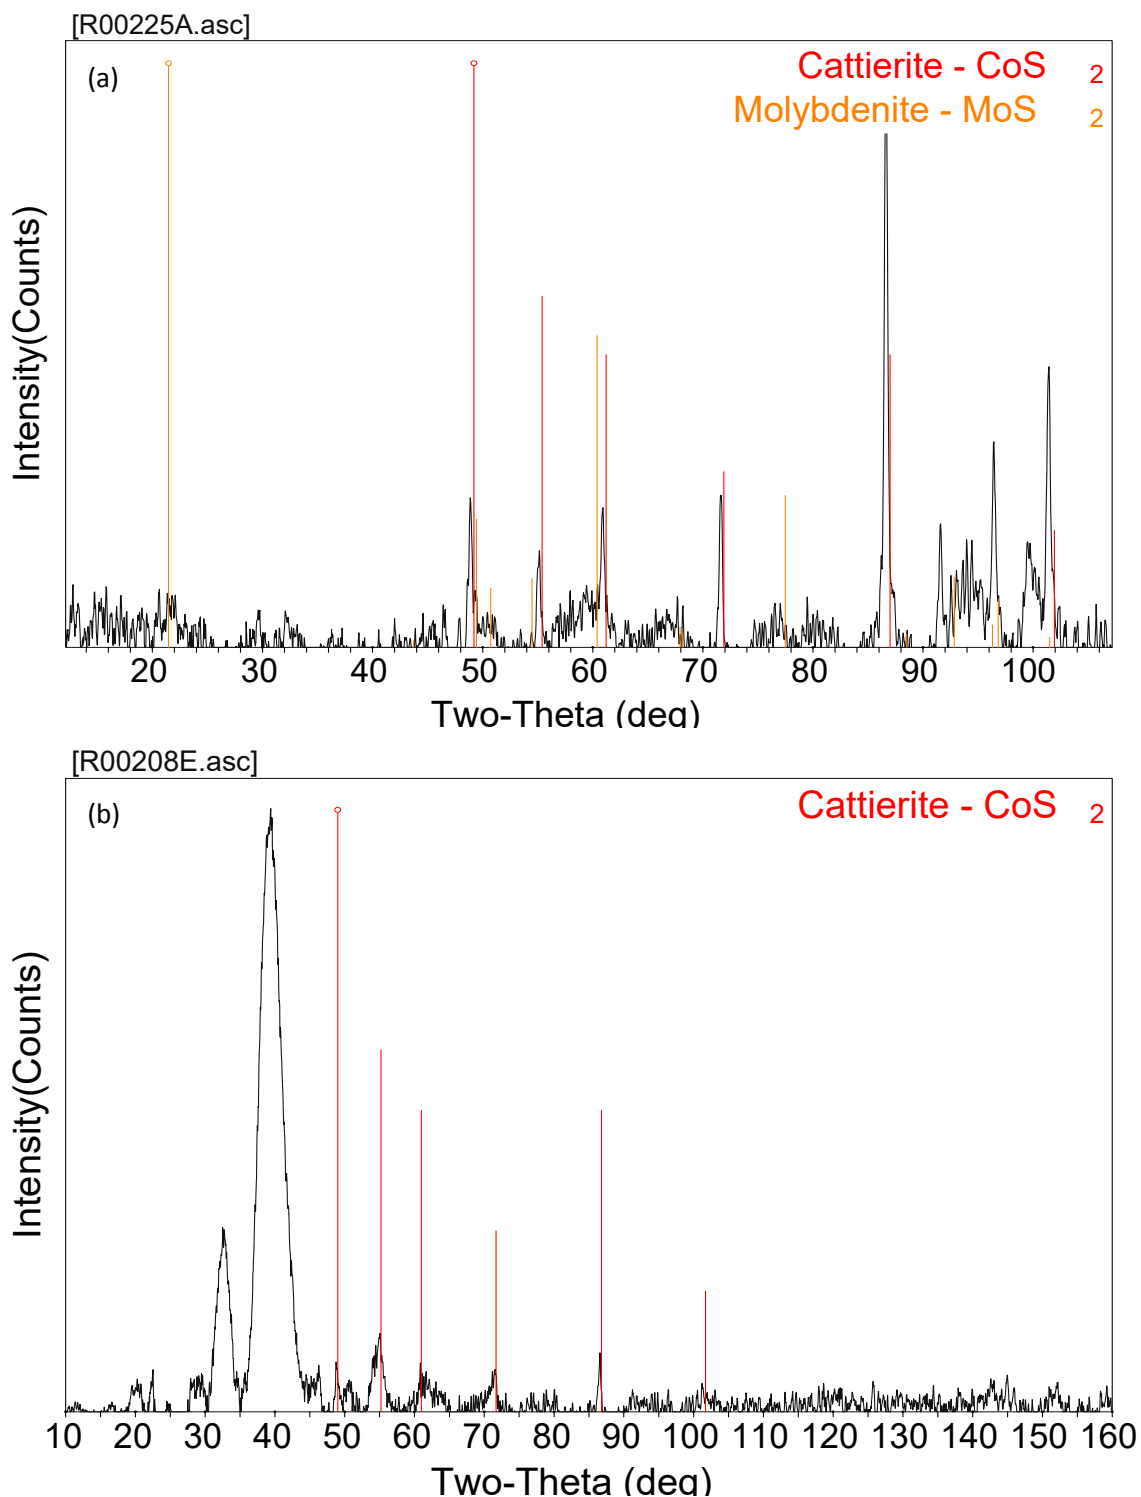 [R00225A.asc]
(a)
Cattierite - CoS 2
Molybdenite - MoS 2
Intensity(Counts)
20 30 40 50 60 70 80 90 100
Two-Theta (deg)
[R00208E.asc]
(b)
Cattierite - CoS 2
Intensity(Counts)
10 20 30 40 50 60 70 80 90 100 110 120 130 140 150 160
Two-Theta (deg)